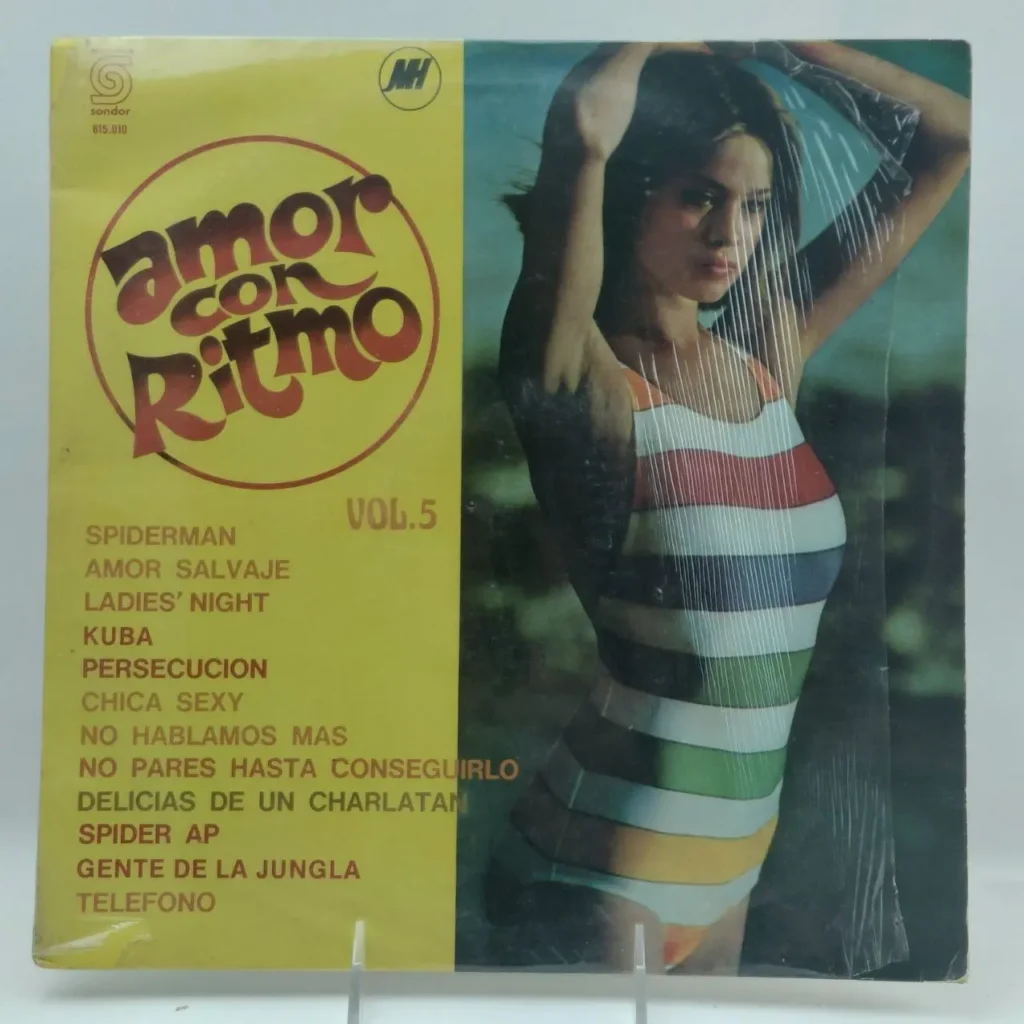 sondor
815.010
MH
amor
con
Ritmo
VOL.5
SPIDERMAN
AMOR SALVAJE
LADIES' NIGHT
KUBA
PERSECUCION
CHICA SEXY
NO HABLAMOS MAS
NO PARES HASTA CONSEGUIRLO
DELICIAS DE UN CHARLATAN
SPIDER AP
GENTE DE LA JUNGLA
TELEFONO